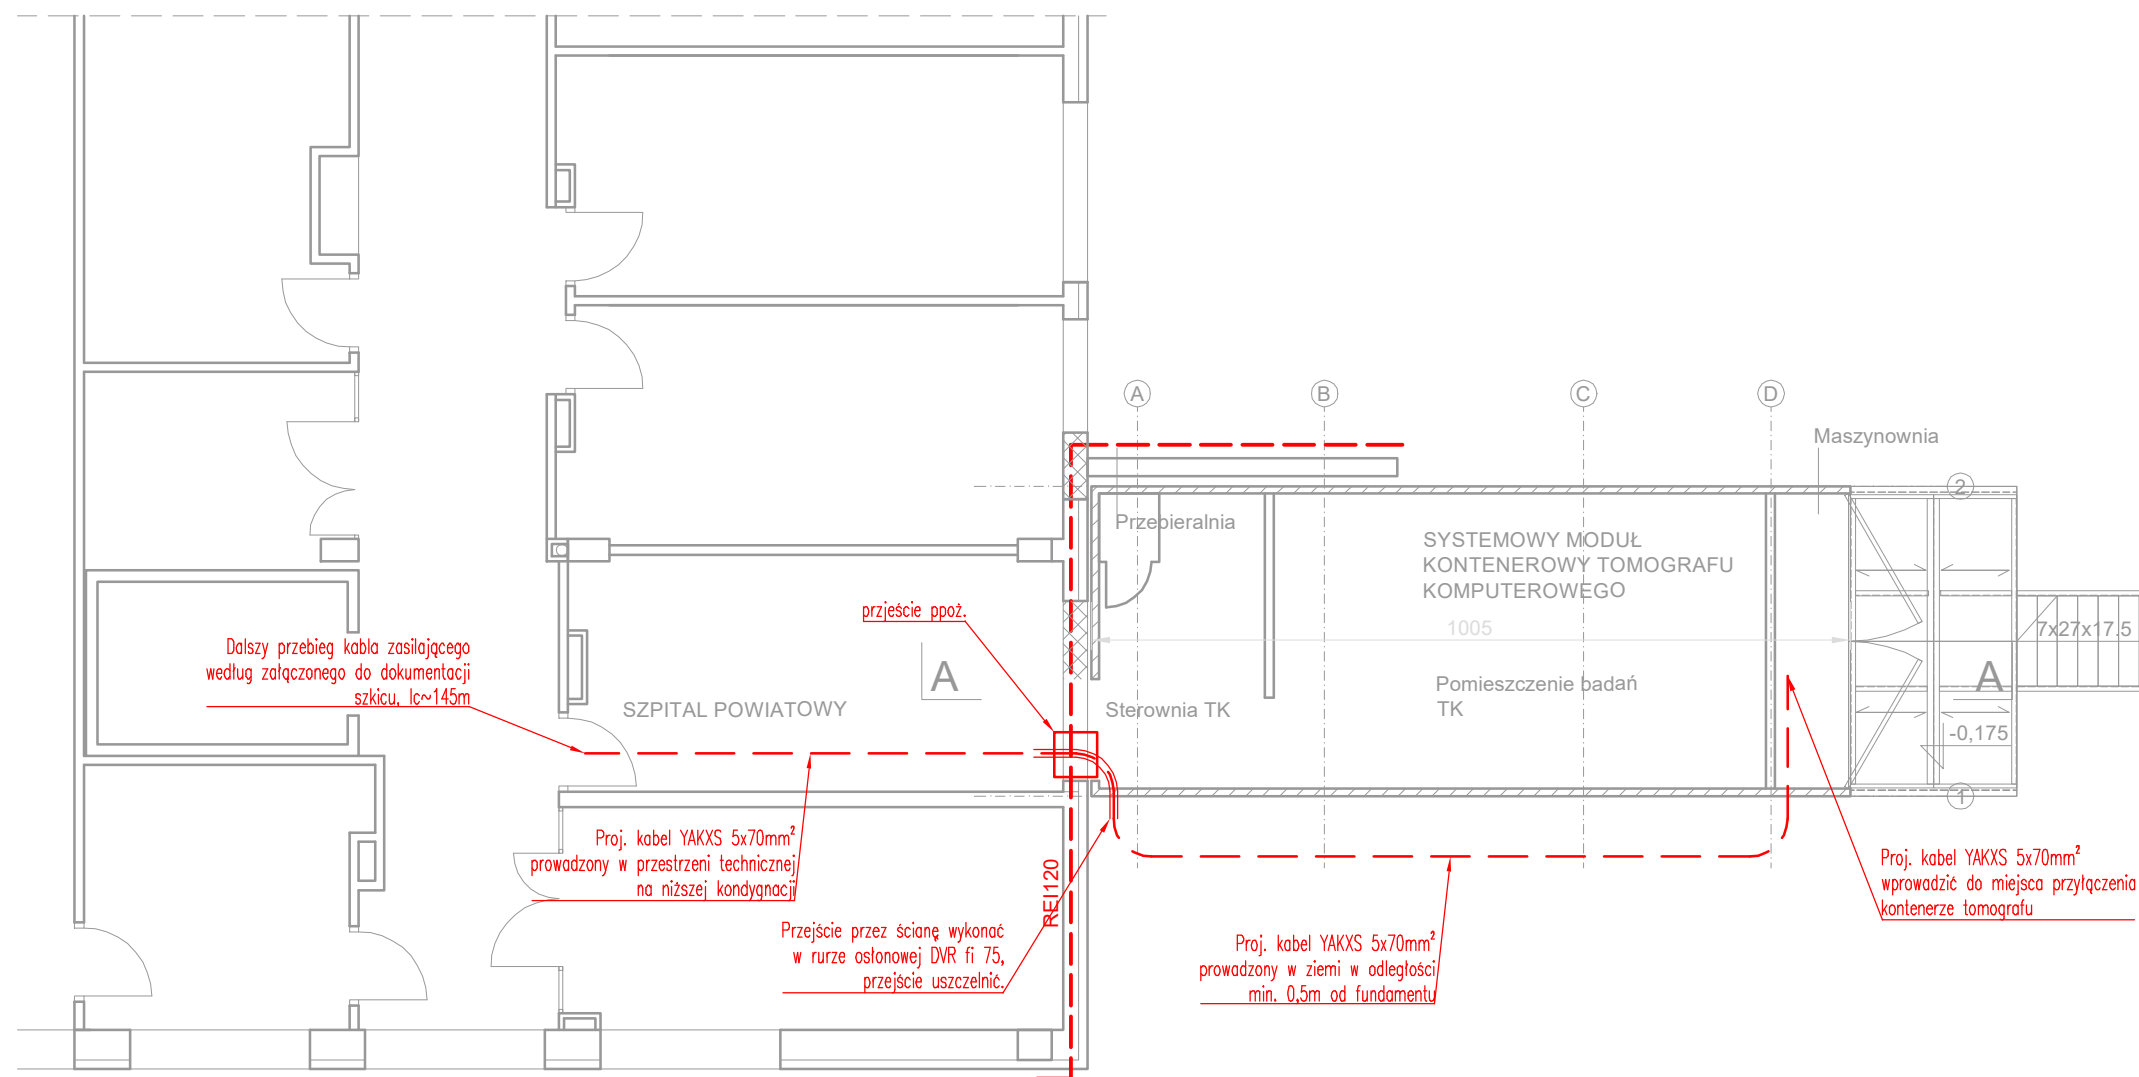 A
B
C
D
Maszynownia
2
Przebieralnia
SYSTEMOWY MODUŁ
KONTENEROWY TOMOGRAFU
KOMPUTEROWEGO
1005
7x27x17.5
przjeście ppoż.
Dalszy przebieg kabla zasilającego
według załączonego do dokumentacji
szkicu, lc~145m
A
A
SZPITAL POWIATOWY
Sterownia TK
Pomieszczenie badań
TK
-0,175
1
Proj. kabel YAKXS 5x70mm²
prowadzony w przestrzeni technicznej
na niższej kondygnacji
REI120
Przejście przez ścianę wykonać
w rurze osłonowej DVR fi 75,
przejście uszczelnić.
Proj. kabel YAKXS 5x70mm²
prowadzony w ziemi w odległości
min. 0,5m od fundamentu
Proj. kabel YAKXS 5x70mm²
wprowadzić do miejsca przyłączenia
kontenerze tomografu